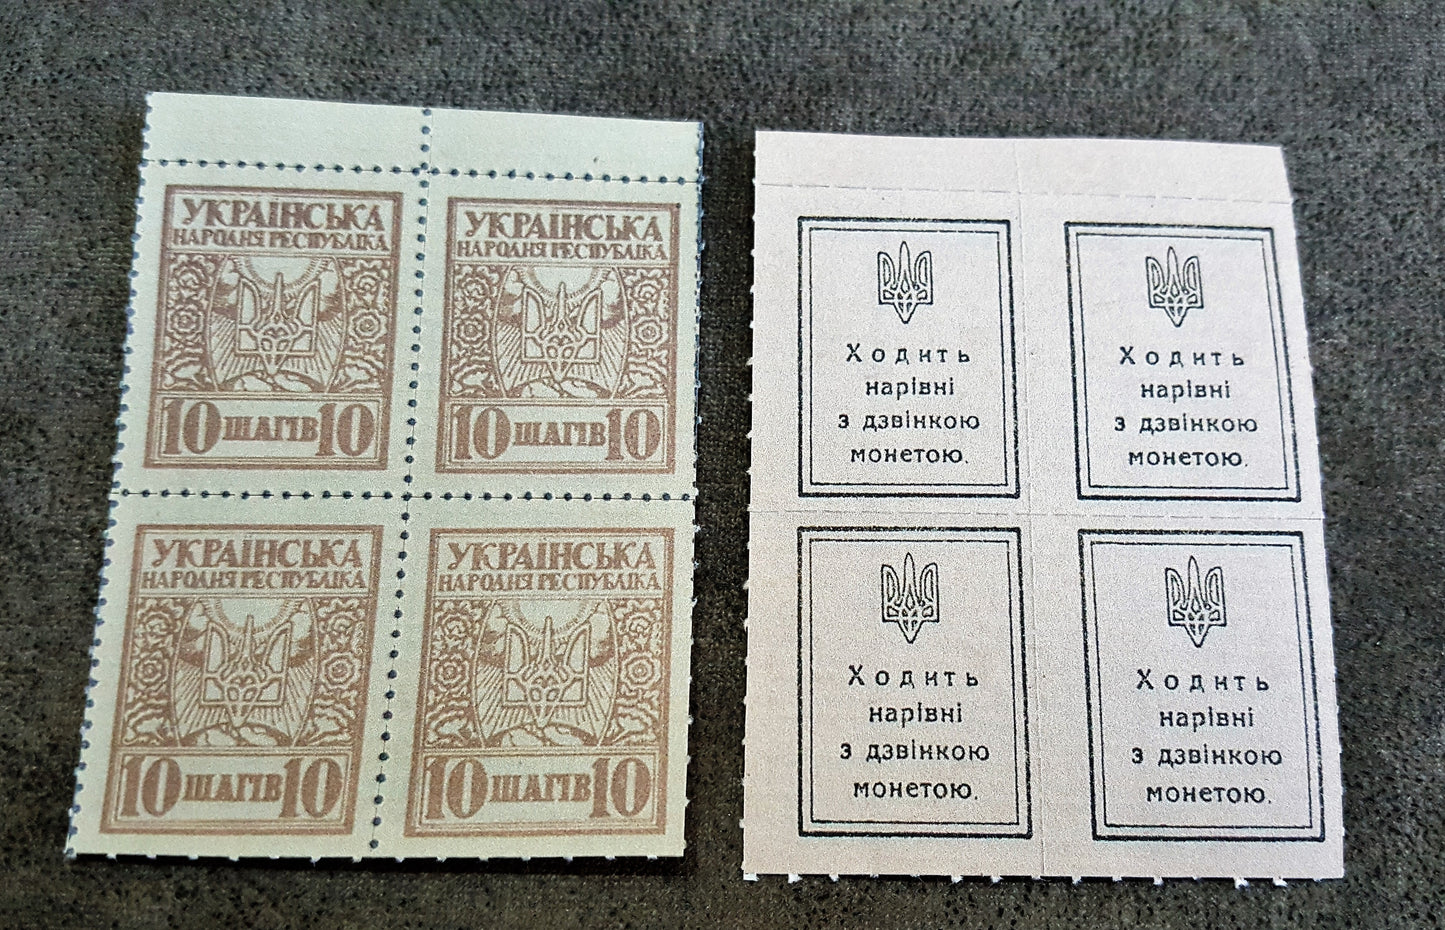 УКРАЇНСЬКА
НАРОДНЯ РЕСПУБЛІКА
10 ШАГІВ 10
УКРАЇНСЬКА
НАРОДНЯ РЕСПУБЛІКА
10 ШАГІВ 10
УКРАЇНСЬКА
НАРОДНЯ РЕСПУБЛІКА
10 ШАГІВ 10
УКРАЇНСЬКА
НАРОДНЯ РЕСПУБЛІКА
10 ШАГІВ 10
Ходить
нарівні
з дзвінкою
монетою.
Ходить
нарівні
з дзвінкою
монетою.
Ходить
нарівні
з дзвінкою
монетою.
Ходить
нарівні
з дзвінкою
монетою.